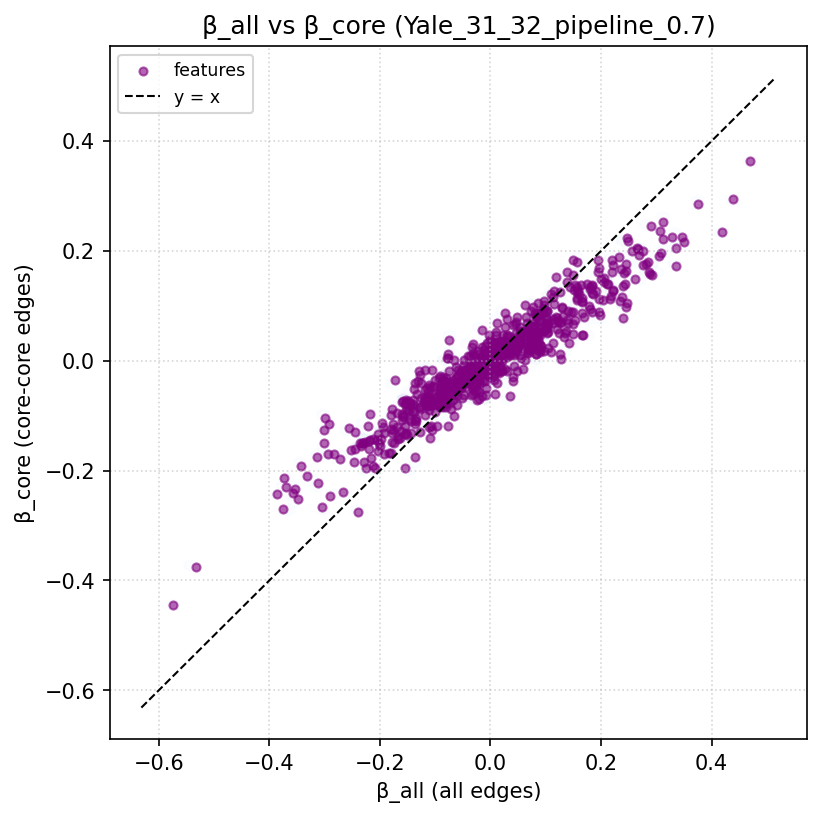 β_all vs β_core (Yale_31_32_pipeline_0.7)
features
y = x
0.4
0.2
0.0
−0.2
−0.4
−0.6
β_core (core-core edges)
−0.6
−0.4
−0.2
0.0
0.2
0.4
β_all (all edges)